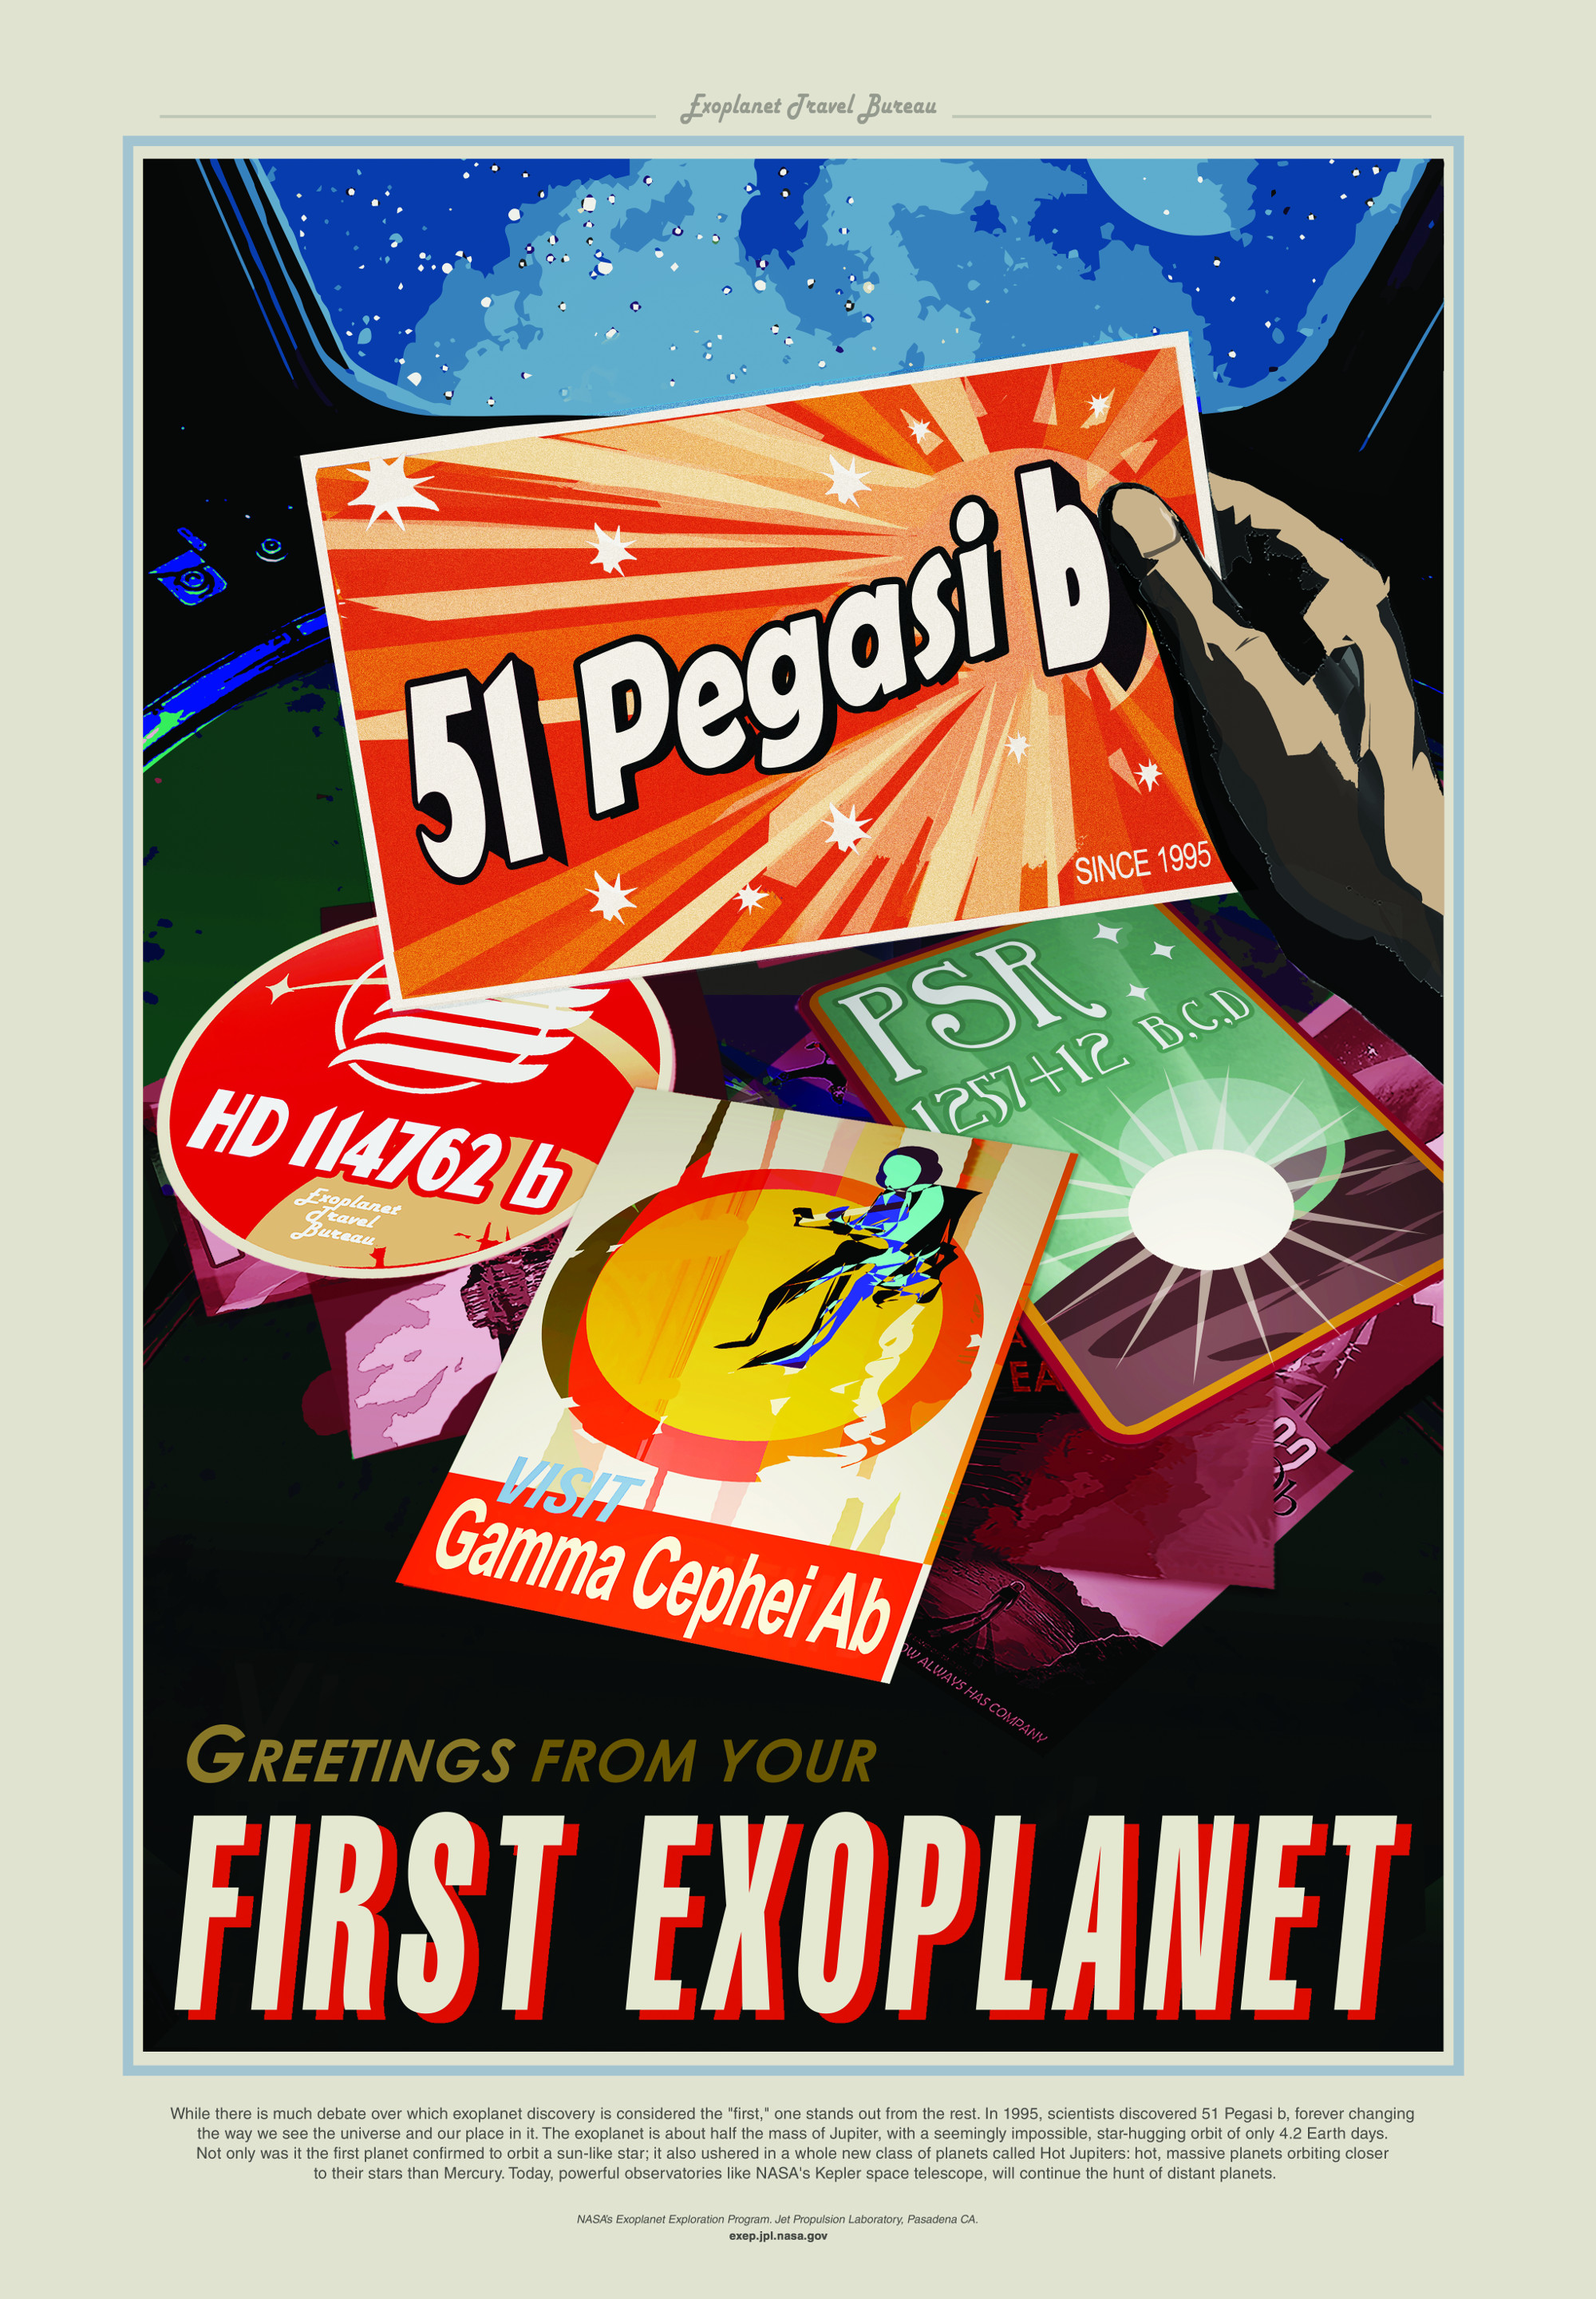 Exoplanet Travel Bureau
51 Pegasi b
SINCE 1995
PSR
1257+12 B,C,D
HD 114762 b
Exoplanet
Travel
Bureau
VISIT
Gamma Cephei Ab
ALWAYS HAS COMPANY
GREETINGS FROM YOUR
FIRST EXOPLANET
While there is much debate over which exoplanet discovery is considered the "first," one stands out from the rest. In 1995, scientists discovered 51 Pegasi b, forever changing
the way we see the universe and our place in it. The exoplanet is about half the mass of Jupiter, with a seemingly impossible, star-hugging orbit of only 4.2 Earth days.
Not only was it the first planet confirmed to orbit a sun-like star; it also ushered in a whole new class of planets called Hot Jupiters: hot, massive planets orbiting closer
to their stars than Mercury. Today, powerful observatories like NASA's Kepler space telescope, will continue the hunt of distant planets.
NASA's Exoplanet Exploration Program. Jet Propulsion Laboratory, Pasadena CA.
exep.jpl.nasa.gov